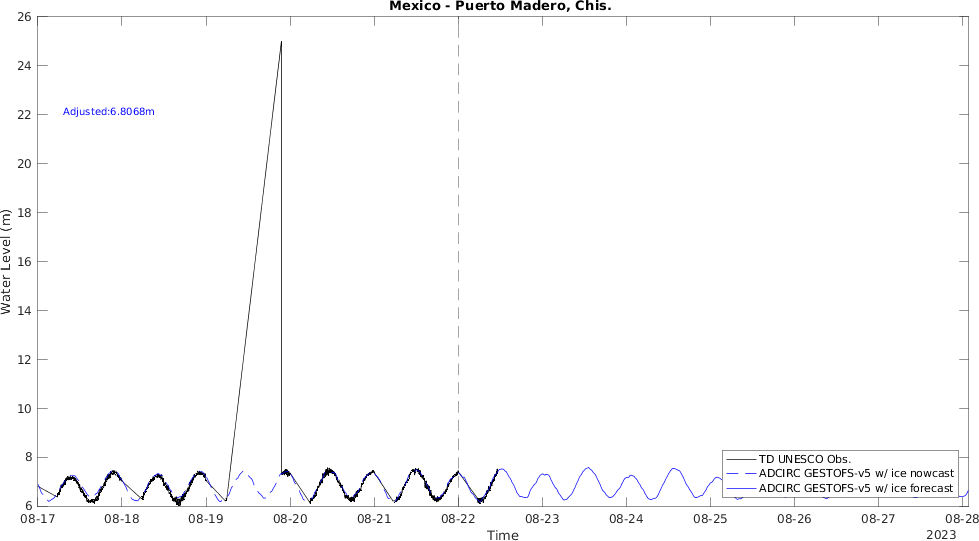 Mexico - Puerto Madero, Chis.
26
24
22
20
18
16
14
12
10
8
6
Water Level (m)
Adjusted:6.8068m
TD UNESCO Obs.
ADCIRC GESTOFS-v5 w/ ice nowcast
ADCIRC GESTOFS-v5 w/ ice forecast
08-17 08-18 08-19 08-20 08-21 08-22 08-23 08-24 08-25 08-26 08-27 08-28
Time
2023